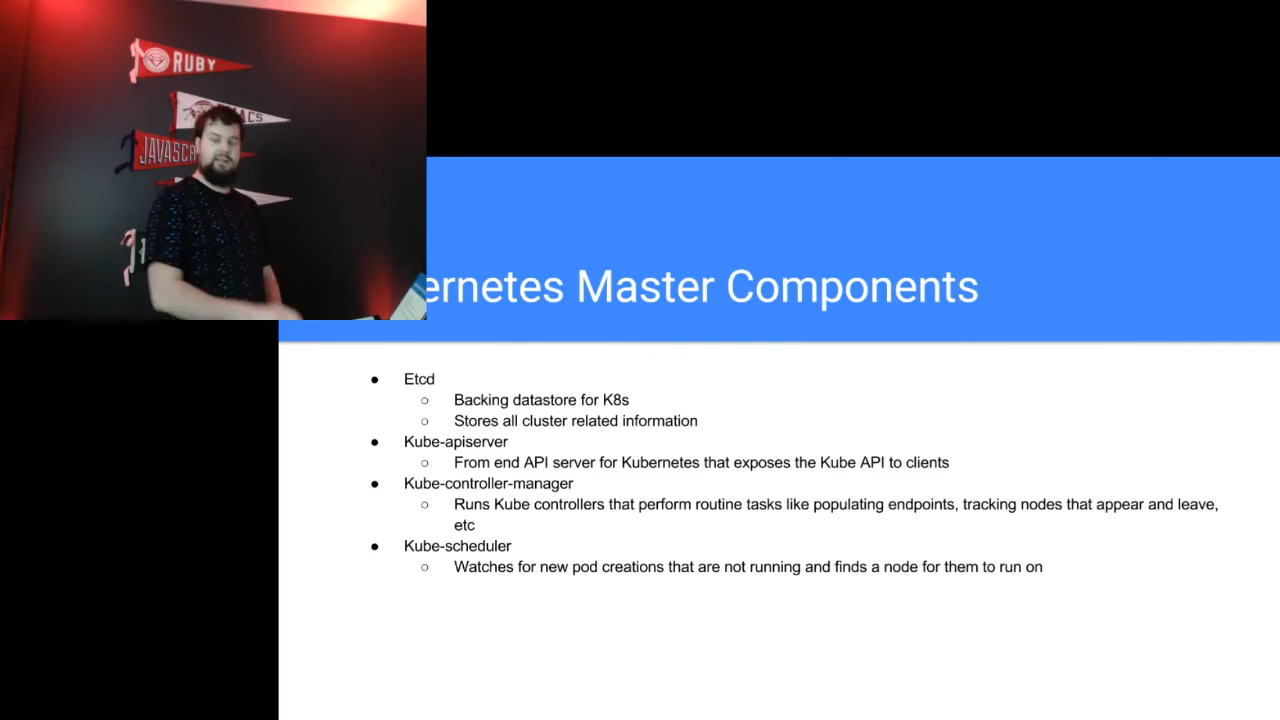 RUBY
ACS
JAVASCR
ernetes Master Components
● Etcd
○ Backing datastore for K8s
○ Stores all cluster related information
● Kube-apiserver
○ From end API server for Kubernetes that exposes the Kube API to clients
● Kube-controller-manager
○ Runs Kube controllers that perform routine tasks like populating endpoints, tracking nodes that appear and leave,
etc
● Kube-scheduler
○ Watches for new pod creations that are not running and finds a node for them to run on